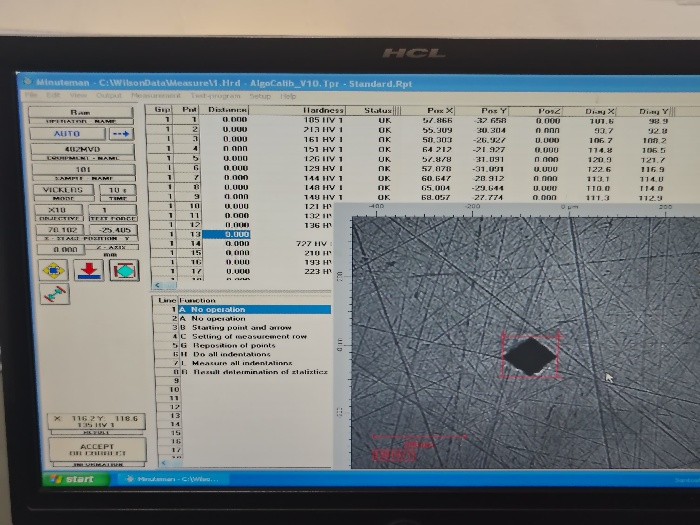 HCL
Minuteman - C:\WilsonData\Measure\1.Hrd - AlgoCalib_V10.Tpr - Standard.Rpt
File Edit View Output Measurement Test-program Setup Help
Ram
OPERATOR - NAME
AUTO
402MVD
EQUIPMENT - NAME
101
SAMPLE - NAME
VICKERS 10 s
MODE TIME
X10 1
OBJECTIVE TEST FORCE
70.102 -25.405
X - STAGE POSITION - Y
0.000 Z - AXIS
mm
Grp Pnt Distance Hardness Status Pos X Pos Y PosZ Diag X Diag Y
1 1 0.000 185 HV 1 OK 57.866 -32.658 0.000 101.6 98.9
1 2 0.000 213 HV 1 OK 55.309 30.304 0.000 93.7 92.8
1 3 0.000 161 HV 1 OK 58.303 -26.927 0.000 106.7 108.2
1 4 0.000 151 HV 1 OK 64.212 -21.927 0.000 114.8 106.5
1 5 0.000 126 HV 1 OK 57.878 31.091 0.000 120.9 121.7
1 6 0.000 129 HV 1 OK 57.878 -31.091 0.000 122.6 116.9
1 7 0.000 144 HV 1 OK 60.647 -28.912 0.000 113.1 114.0
1 8 0.000 148 HV 1 OK 65.004 -29.644 0.000 110.0 114.0
1 9 0.000 148 HV 1 OK 68.057 27.774 0.000 111.3 112.9
1 10 0.000 121 HV
1 11 0.000 132 HV
1 12 0.000 136 HV
1 13 0.000
1 14 0.000 727 HV
1 15 0.000 210 HV
1 16 0.000 193 HV
1 17 0.000 223 HV
-400 -200 0 µm 200
0 µm
Line Function
1 A No operation
2 A No operation
3 B Starting point and arrow
4 C Setting of measurement row
5 G Reposition of points
6 H Do all indentations
7 L Measure all indentations
8 R Result determination of statistics
9
10
11
12
13
14
15
16
17
X: 116.2 Y: 118.6
135 HV 1
RESULT
ACCEPT
OR CORRECT
INFORMATION
start
Minuteman - C:\Wilso...